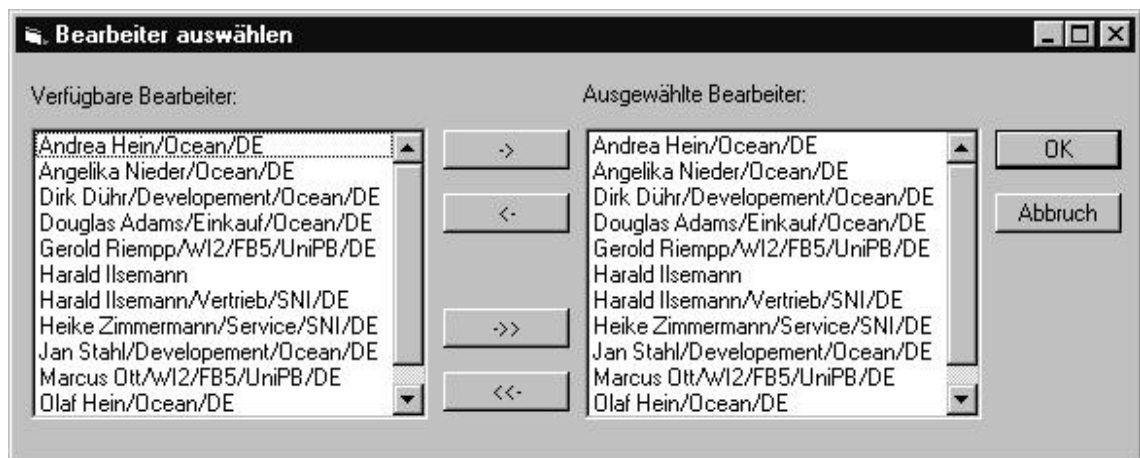 Bearbeiter auswählen
Verfügbare Bearbeiter:
Andrea Hein/Ocean/DE
Angelika Nieder/Ocean/DE
Dirk Dühr/Developement/Ocean/DE
Douglas Adams/Einkauf/Ocean/DE
Gerold Riempp/WI2/FB5/UniPB/DE
Harald Ilsemann
Harald Ilsemann/Vertrieb/SNI/DE
Heike Zimmermann/Service/SNI/DE
Jan Stahl/Developement/Ocean/DE
Marcus Ott/WI2/FB5/UniPB/DE
Olaf Hein/Ocean/DE
->
<-
->>
<<-
Ausgewählte Bearbeiter:
Andrea Hein/Ocean/DE
Angelika Nieder/Ocean/DE
Dirk Dühr/Developement/Ocean/DE
Douglas Adams/Einkauf/Ocean/DE
Gerold Riempp/WI2/FB5/UniPB/DE
Harald Ilsemann
Harald Ilsemann/Vertrieb/SNI/DE
Heike Zimmermann/Service/SNI/DE
Jan Stahl/Developement/Ocean/DE
Marcus Ott/WI2/FB5/UniPB/DE
Olaf Hein/Ocean/DE
OK
Abbruch